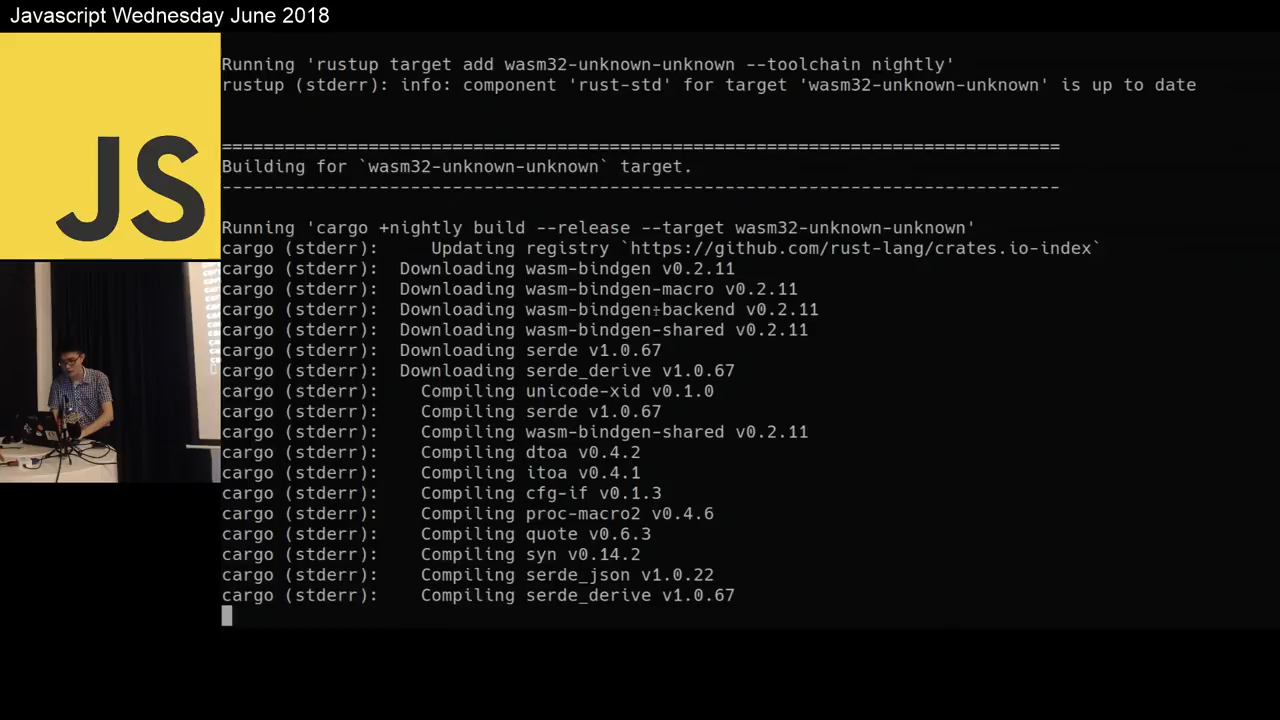 Javascript Wednesday June 2018
JS
Running 'rustup target add wasm32-unknown-unknown --toolchain nightly'
rustup (stderr): info: component 'rust-std' for target 'wasm32-unknown-unknown' is up to date
================================================================================
Building for `wasm32-unknown-unknown` target.
--------------------------------------------------------------------------------
Running 'cargo +nightly build --release --target wasm32-unknown-unknown'
cargo (stderr):     Updating registry `https://github.com/rust-lang/crates.io-index`
cargo (stderr):  Downloading wasm-bindgen v0.2.11
cargo (stderr):  Downloading wasm-bindgen-macro v0.2.11
cargo (stderr):  Downloading wasm-bindgen-backend v0.2.11
cargo (stderr):  Downloading wasm-bindgen-shared v0.2.11
cargo (stderr):  Downloading serde v1.0.67
cargo (stderr):  Downloading serde_derive v1.0.67
cargo (stderr):    Compiling unicode-xid v0.1.0
cargo (stderr):    Compiling serde v1.0.67
cargo (stderr):    Compiling wasm-bindgen-shared v0.2.11
cargo (stderr):    Compiling dtoa v0.4.2
cargo (stderr):    Compiling itoa v0.4.1
cargo (stderr):    Compiling cfg-if v0.1.3
cargo (stderr):    Compiling proc-macro2 v0.4.6
cargo (stderr):    Compiling quote v0.6.3
cargo (stderr):    Compiling syn v0.14.2
cargo (stderr):    Compiling serde_json v1.0.22
cargo (stderr):    Compiling serde_derive v1.0.67